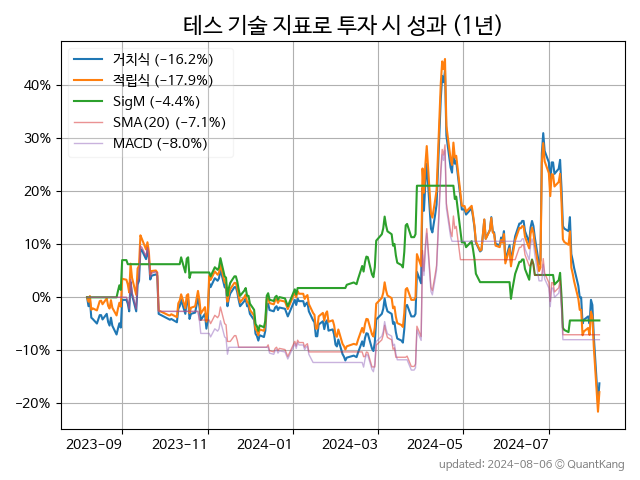 테스 기술 지표로 투자 시 성과 (1년)
거치식 (−16.2%)
적립식 (−17.9%)
SigM (−4.4%)
SMA(20) (−7.1%)
MACD (−8.0%)
40%
30%
20%
10%
0%
−10%
−20%
2023-09 2023-11 2024-01 2024-03 2024-05 2024-07
updated: 2024-08-06 ⓒ QuantKang